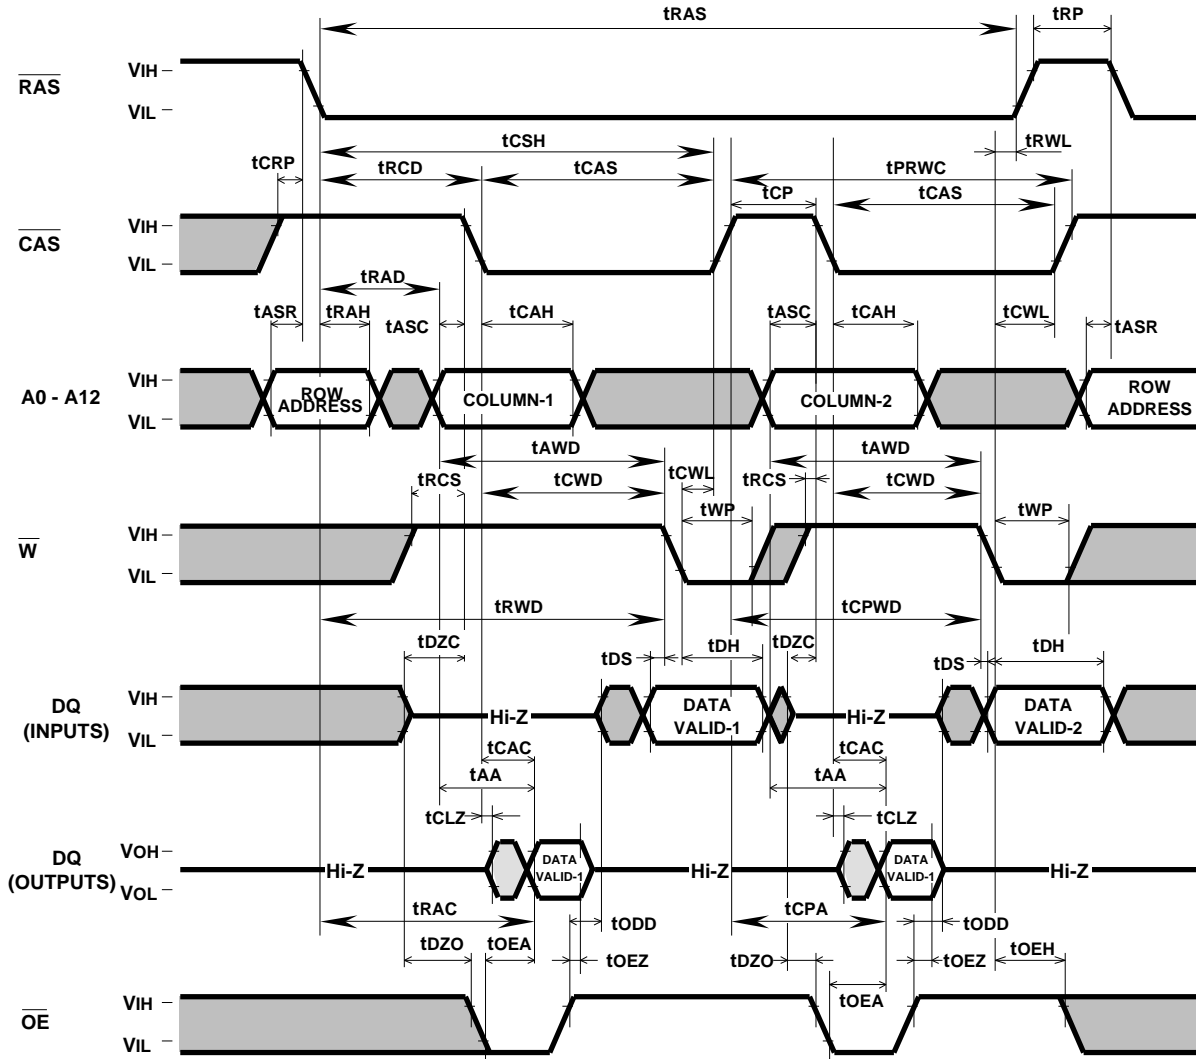 tRAS tRP
RAS VIH
VIL
tCSH tRWL
tCRP tRCD tCAS tPRWC
tCP tCAS
CAS VIH
VIL
tRAD
tASR tRAH tASC tCAH tASC tCAH tCWL tASR
A0 - A12 VIH
VIL
ROW ADDRESS COLUMN-1 COLUMN-2 ROW ADDRESS
tAWD tAWD
tRCS tCWD tCWL tRCS tCWD
tWP tWP
W VIH
VIL
tRWD tCPWD
tDZC tDS tDH tDZC tDS tDH
DQ (INPUTS) VIH
VIL
Hi-Z DATA VALID-1 Hi-Z DATA VALID-2
tCAC tCAC
tAA tAA
tCLZ tCLZ
DQ (OUTPUTS) VOH
VOL
Hi-Z DATA VALID-1 Hi-Z DATA VALID-1 Hi-Z
tRAC tODD tCPA tODD
tDZO tOEA tOEZ tDZO tOEZ tOEH
tOEA
OE VIH
VIL